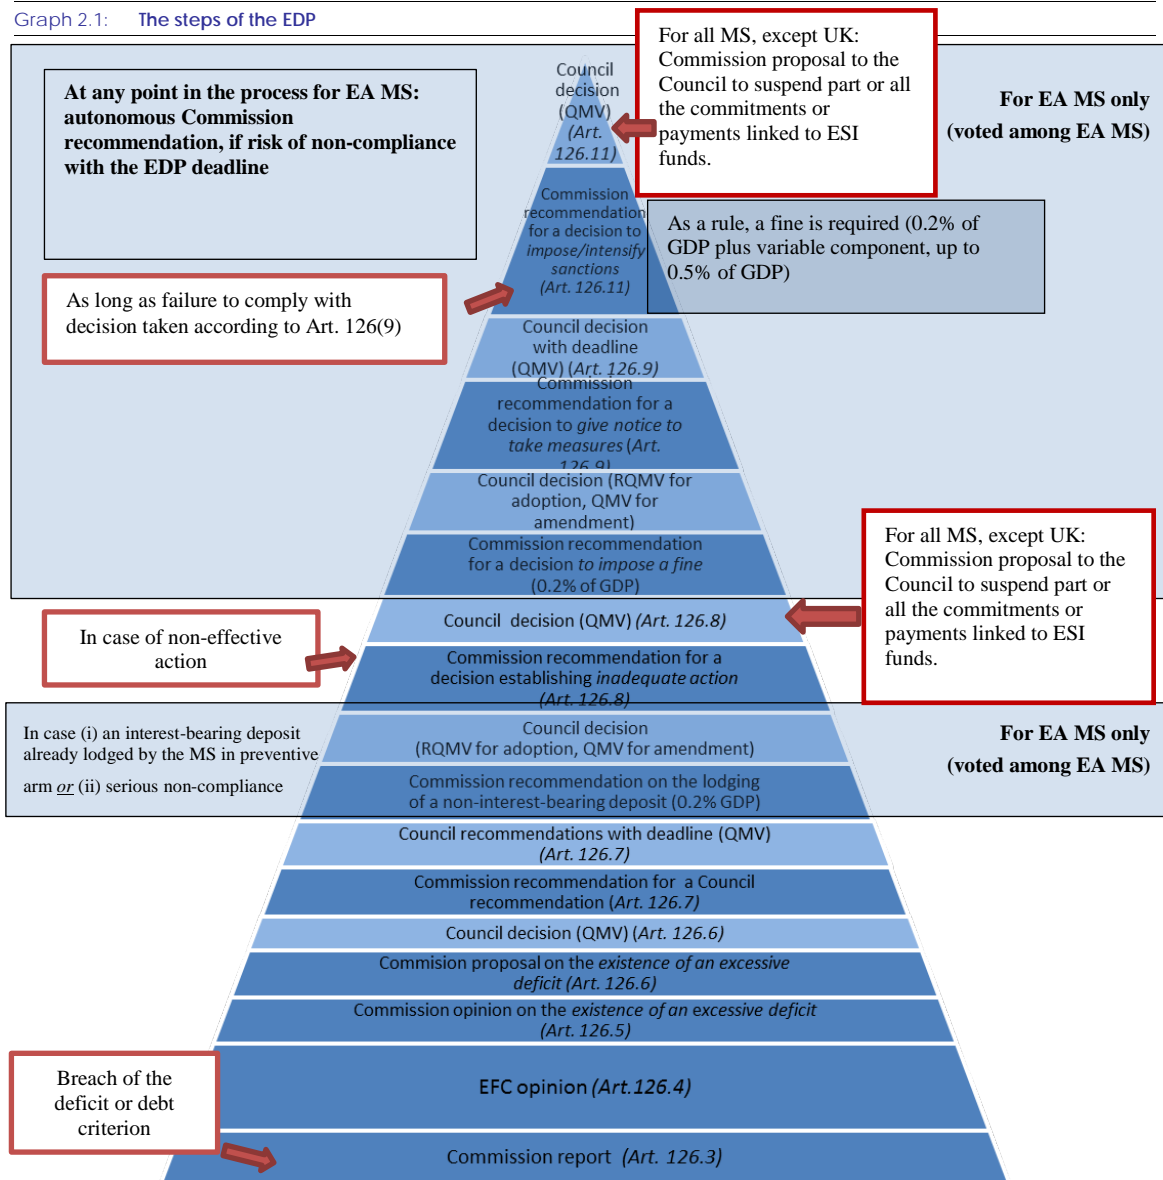 Graph 2.1: The steps of the EDP
At any point in the process for EA MS:
autonomous Commission
recommendation, if risk of non-compliance
with the EDP deadline
Council
decision
(QMV)
(Art.
126.11)
For all MS, except UK:
Commission proposal to the
Council to suspend part or all
the commitments or
payments linked to ESI
funds.
For EA MS only
(voted among EA MS)
Commission
recommendation
for a decision to
impose/intensify
sanctions
(Art. 126.11)
As a rule, a fine is required (0.2% of
GDP plus variable component, up to
0.5% of GDP)
As long as failure to comply with
decision taken according to Art. 126(9)
Council decision
with deadline
(QMV) (Art. 126.9)
Commission
recommendation for a
decision to give notice to
take measures (Art.
126.9)
Council decision (RQMV for
adoption, QMV for
amendment)
Commission recommendation
for a decision to impose a fine
(0.2% of GDP)
For all MS, except UK:
Commission proposal to the
Council to suspend part or
all the commitments or
payments linked to ESI
funds.
Council decision (QMV) (Art. 126.8)
In case of non-effective
action
Commission recommendation for a
decision establishing inadequate action
(Art. 126.8)
In case (i) an interest-bearing deposit
already lodged by the MS in preventive
arm or (ii) serious non-compliance
Council decision
(RQMV for adoption, QMV for amendment)
For EA MS only
(voted among EA MS)
Commission recommendation on the lodging
of a non-interest-bearing deposit (0.2% GDP)
Council recommendations with deadline (QMV)
(Art. 126.7)
Commission recommendation for a Council
recommendation (Art. 126.7)
Council decision (QMV) (Art. 126.6)
Commision proposal on the existence of an excessive
deficit (Art. 126.6)
Commission opinion on the existence of an excessive deficit
(Art. 126.5)
Breach of the
deficit or debt
criterion
EFC opinion (Art.126.4)
Commission report (Art. 126.3)